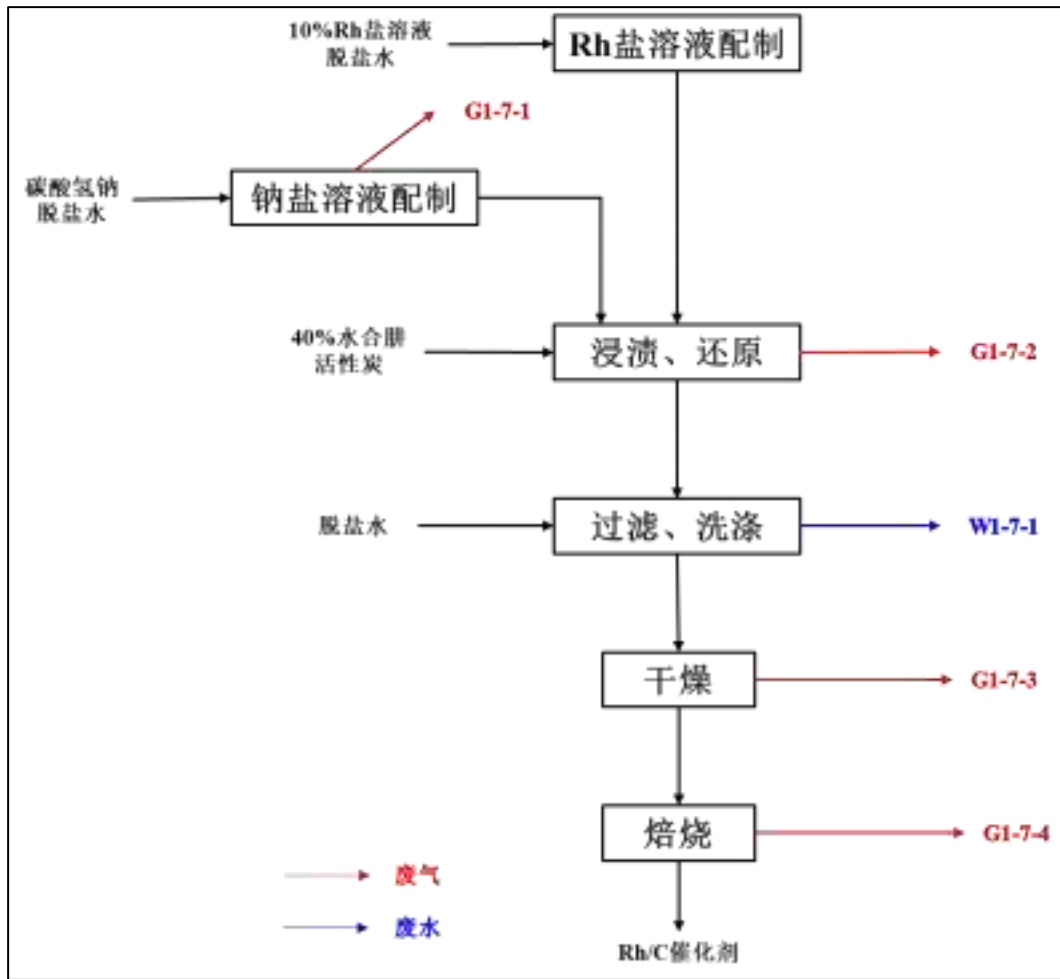 10%Rh盐溶液
脱盐水
Rh盐溶液配制
G1-7-1
碳酸氢钠
脱盐水
钠盐溶液配制
40%水合肼
活性炭
浸渍、还原
G1-7-2
脱盐水
过滤、洗涤
W1-7-1
干燥
G1-7-3
焙烧
G1-7-4
废气
废水
Rh/C催化剂